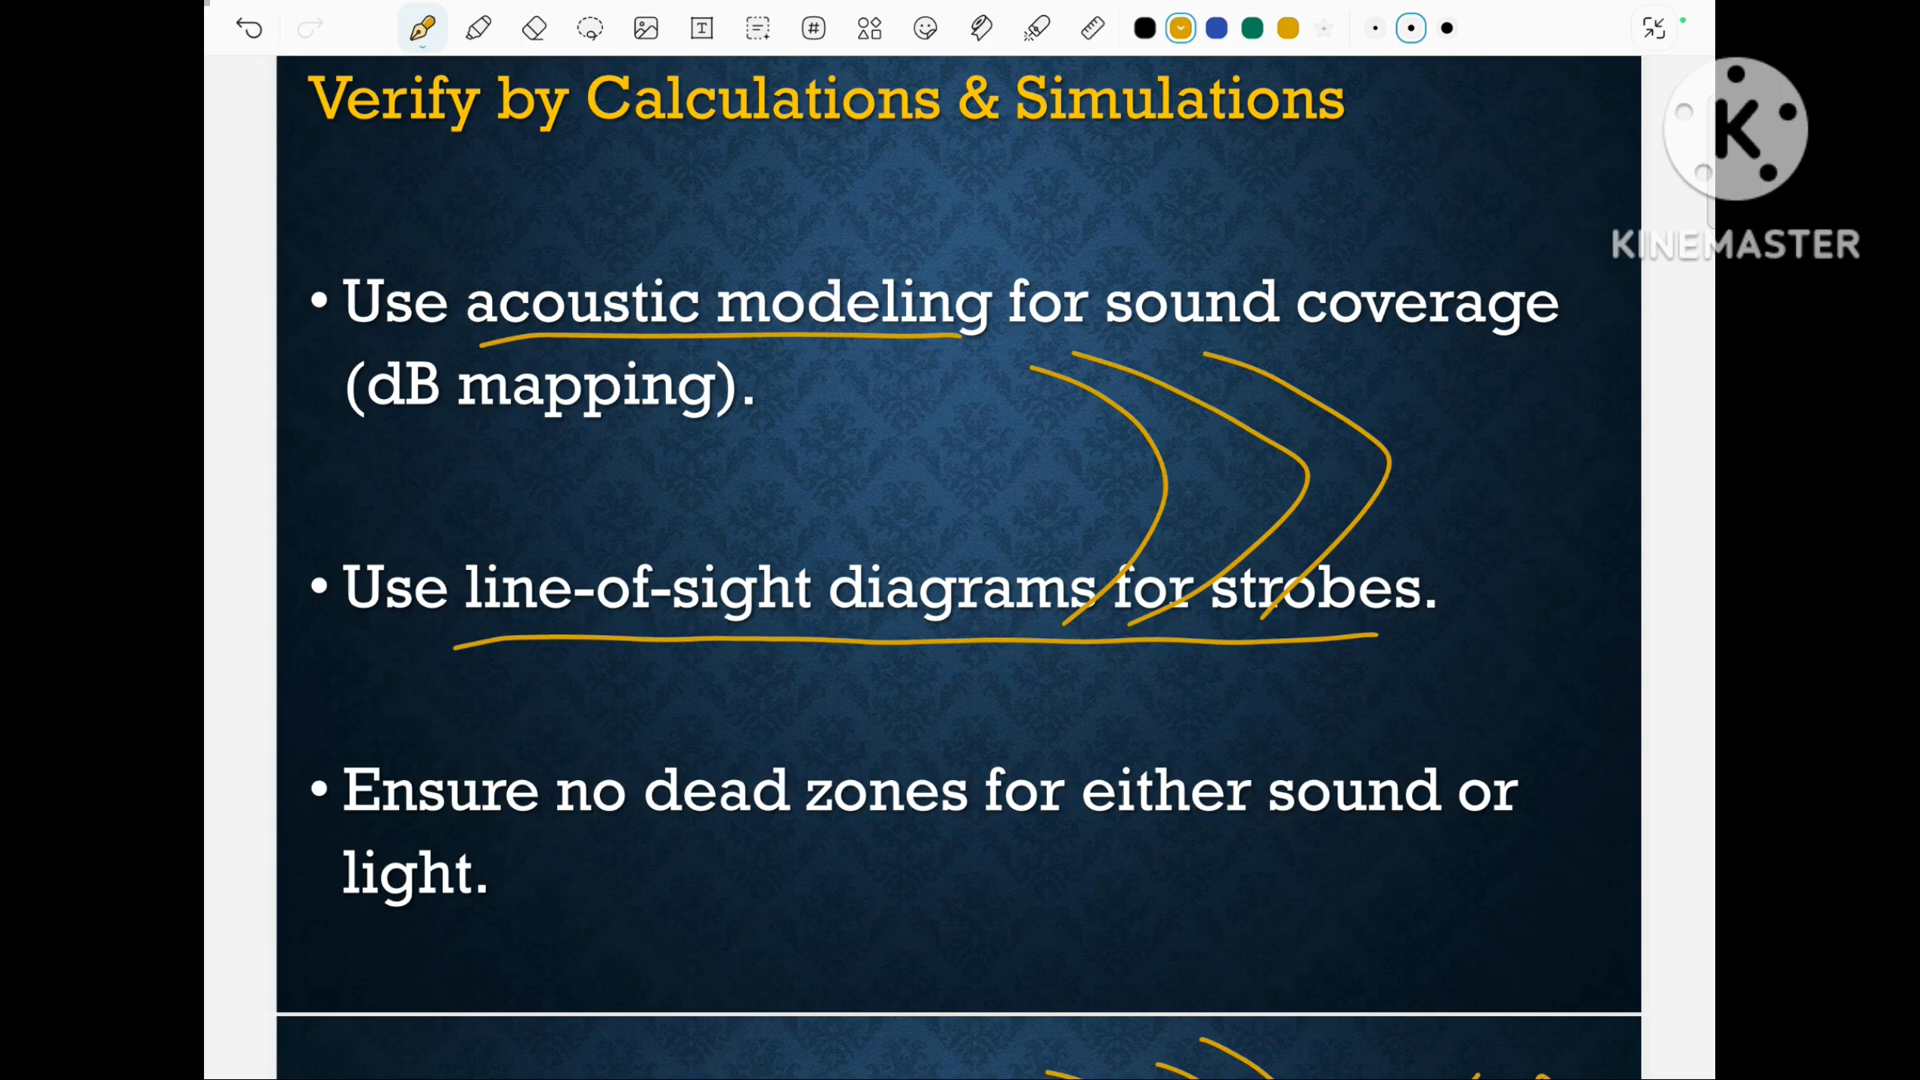 Verify by Calculations & Simulations
• Use acoustic modeling for sound coverage
(dB mapping).
• Use line-of-sight diagrams for strobes.
• Ensure no dead zones for either sound or
light.
K
KINEMASTER